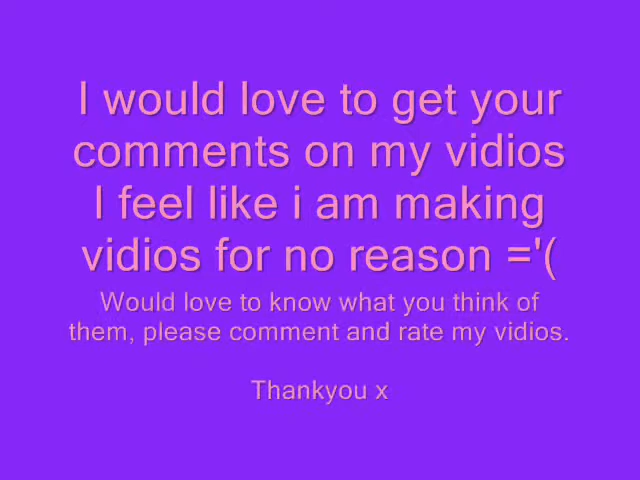 I would love to get your
comments on my vidios
I feel like i am making
vidios for no reason ='(
Would love to know what you think of
them, please comment and rate my vidios.
Thankyou x